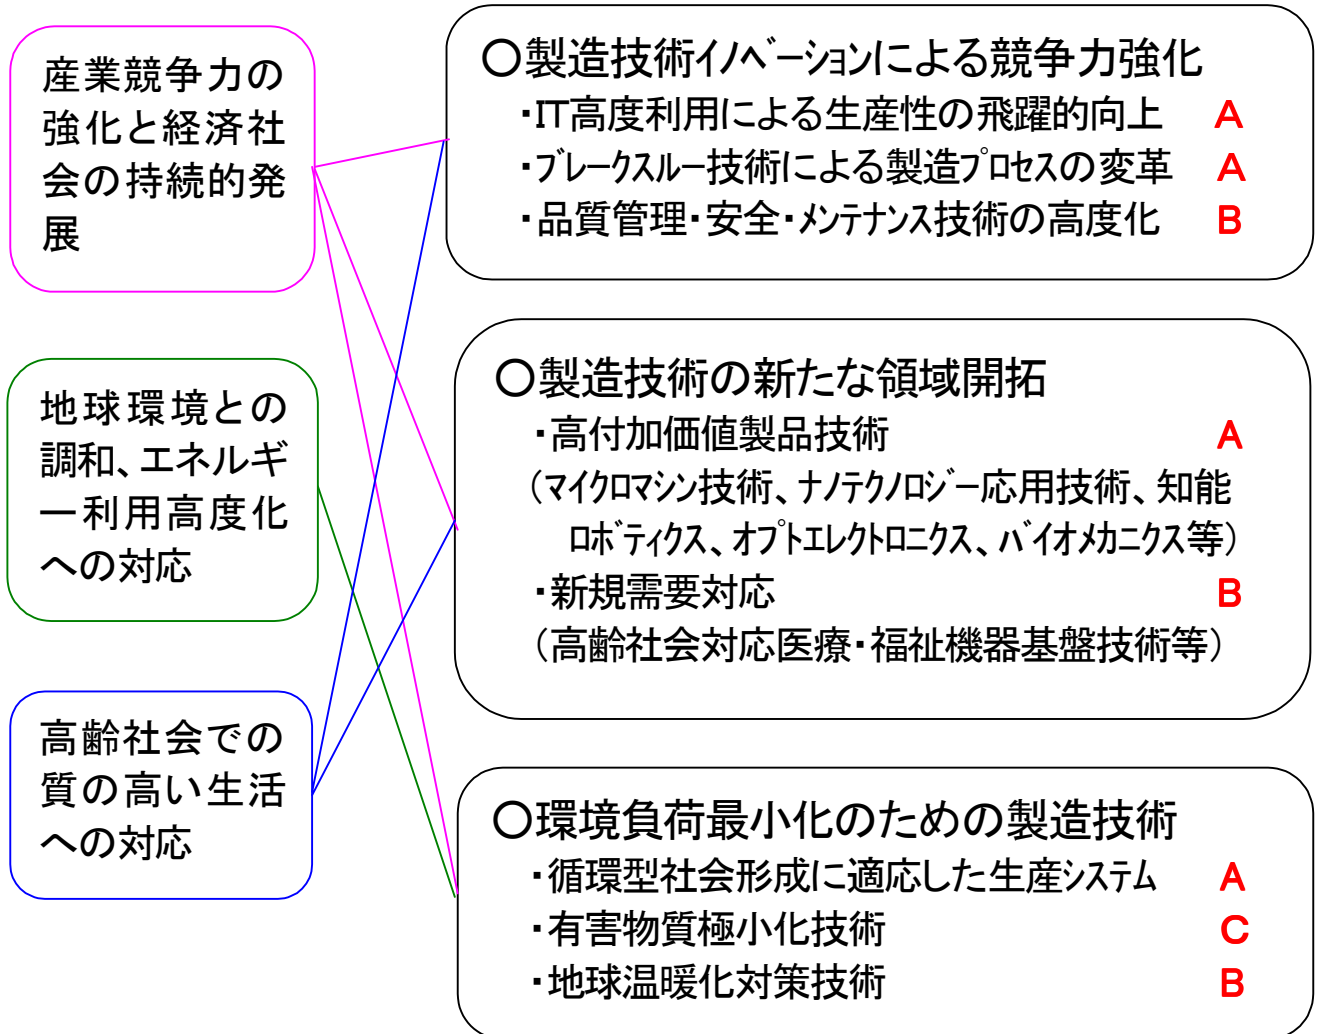 産業競争力の
強化と経済社
会の持続的発
展
地球環境との
調和、エネルギ
ー利用高度化
への対応
高齢社会での
質の高い生活
への対応
○製造技術イノベーションによる競争力強化
・IT高度利用による生産性の飛躍的向上 A
・ブレークスルー技術による製造プロセスの変革 A
・品質管理・安全・メンテナンス技術の高度化 B
○製造技術の新たな領域開拓
・高付加価値製品技術 A
（マイクロマシン技術、ナノテクノロジー応用技術、知能
ロボティクス、オプトエレクトロニクス、バイオメカニクス等）
・新規需要対応 B
（高齢社会対応医療・福祉機器基盤技術等）
○環境負荷最小化のための製造技術
・循環型社会形成に適応した生産システム A
・有害物質極小化技術 C
・地球温暖化対策技術 B